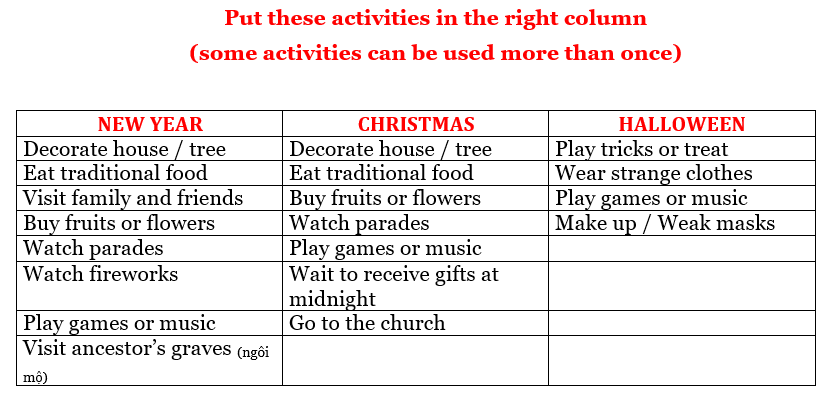 Put these activities in the right column
(some activities can be used more than once)
NEW YEAR CHRISTMAS HALLOWEEN
Decorate house / tree Decorate house / tree Play tricks or treat
Eat traditional food Eat traditional food Wear strange clothes
Visit family and friends Buy fruits or flowers Play games or music
Buy fruits or flowers Watch parades Make up / Weak masks
Watch parades Play games or music
Watch fireworks Wait to receive gifts at
midnight
Play games or music Go to the church
Visit ancestor’s graves (ngôi
mộ)